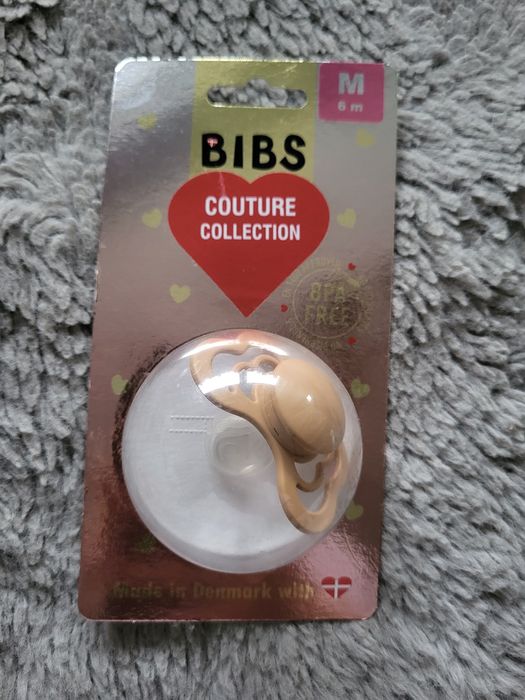 M
6 m
BIBS
COUTURE
COLLECTION
BPA
FREE
Made in Denmark with